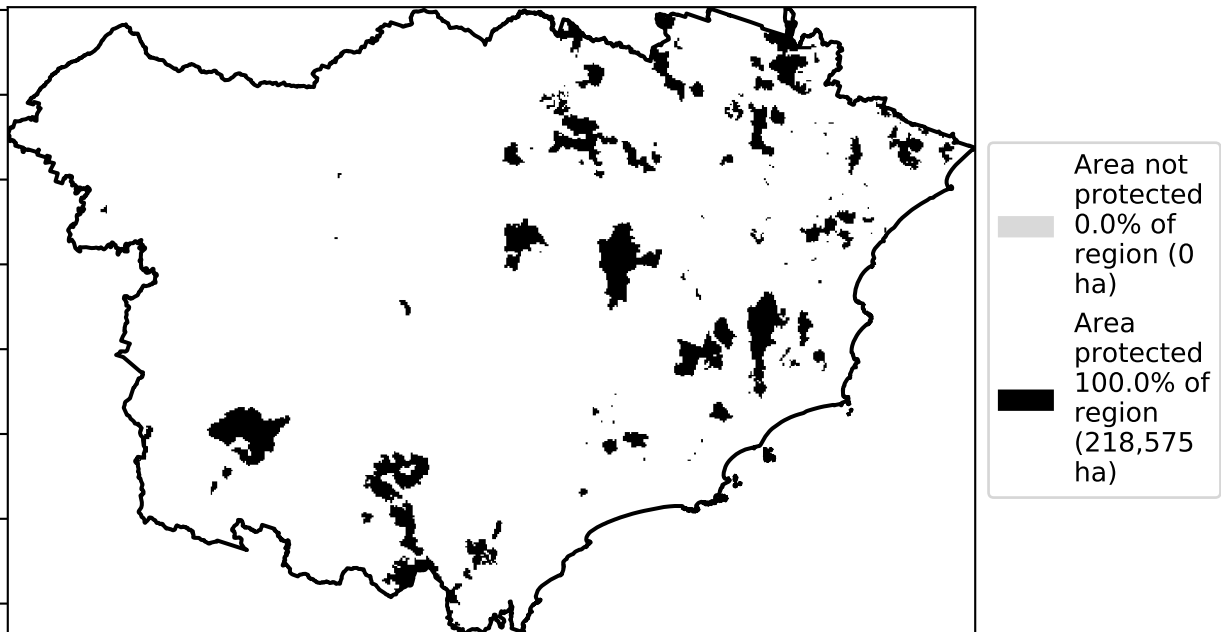 Area not
protected
0.0% of
region (0
ha)
Area
protected
100.0% of
region
(218,575
ha)